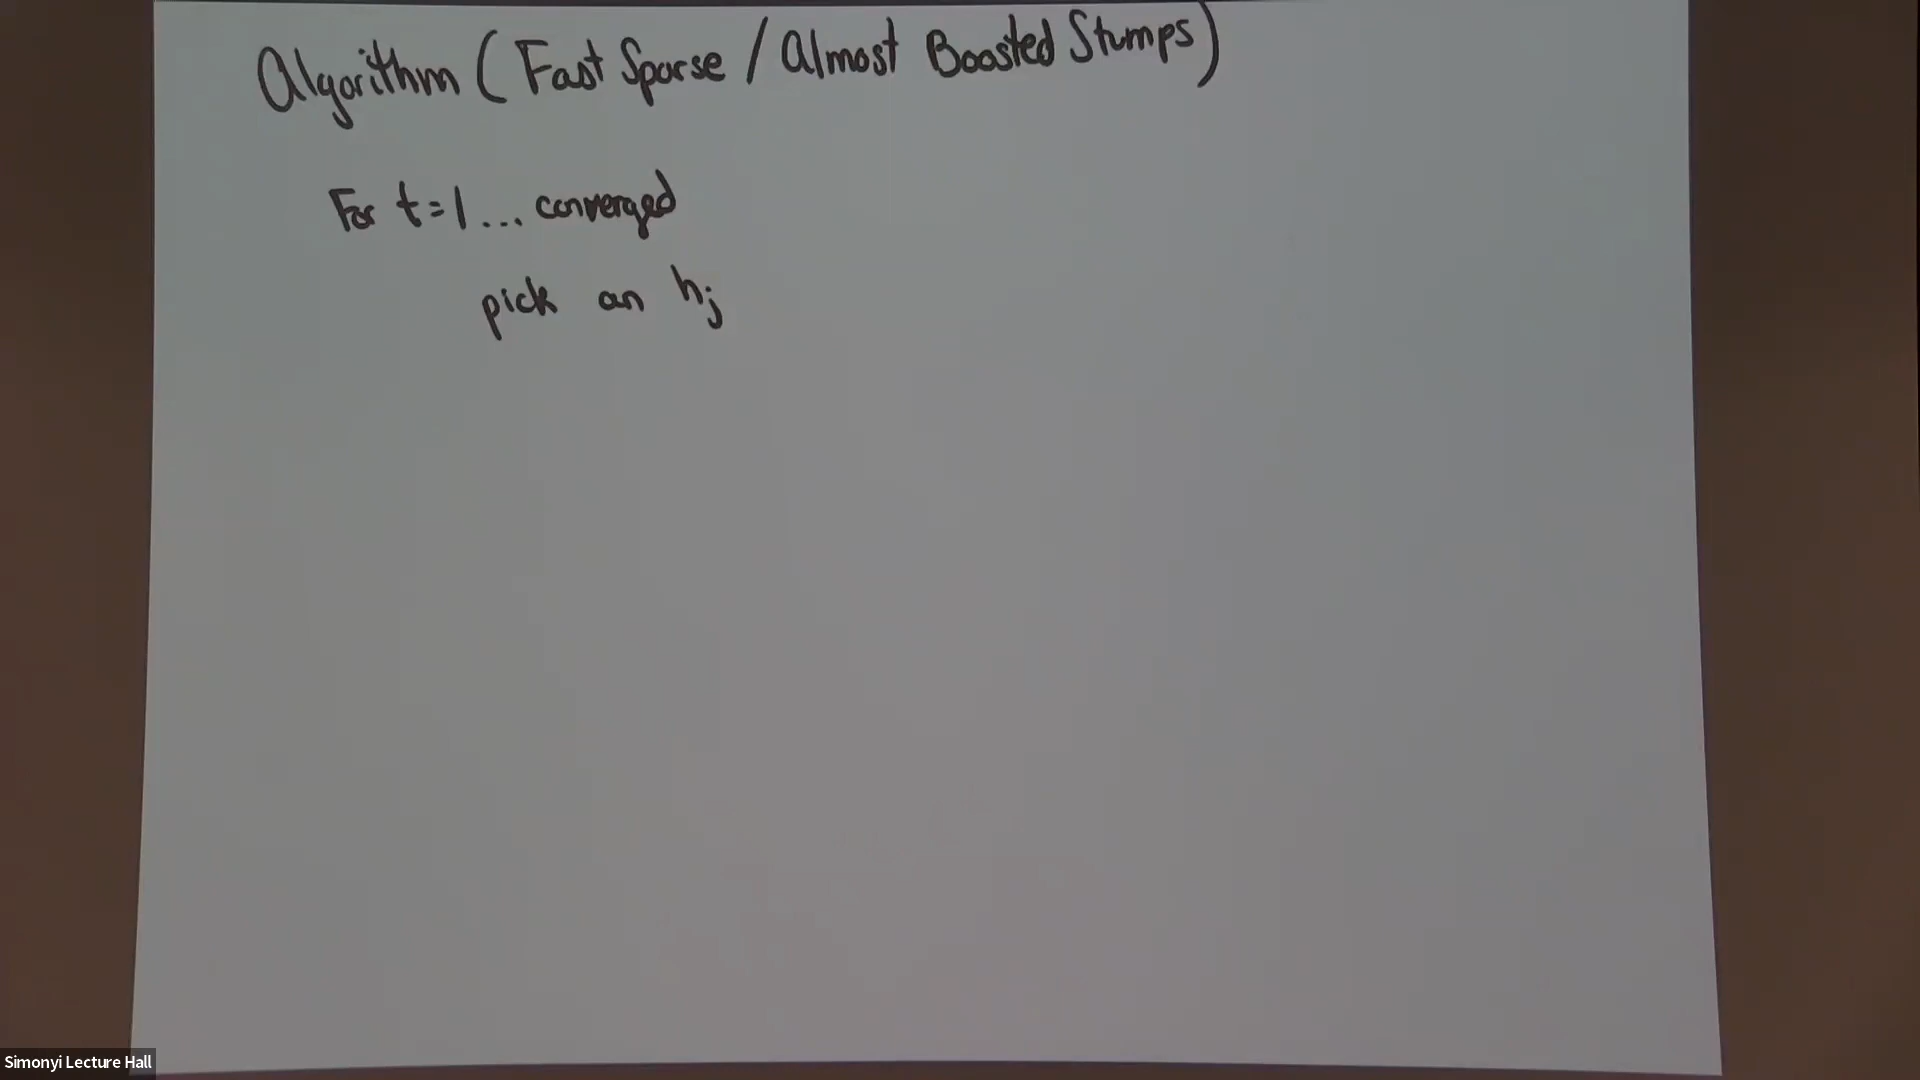 Algorithm ( Fast Sparse / Almost Boosted Stumps )
For t=1 ... converged
pick an hj
Simonyi Lecture Hall